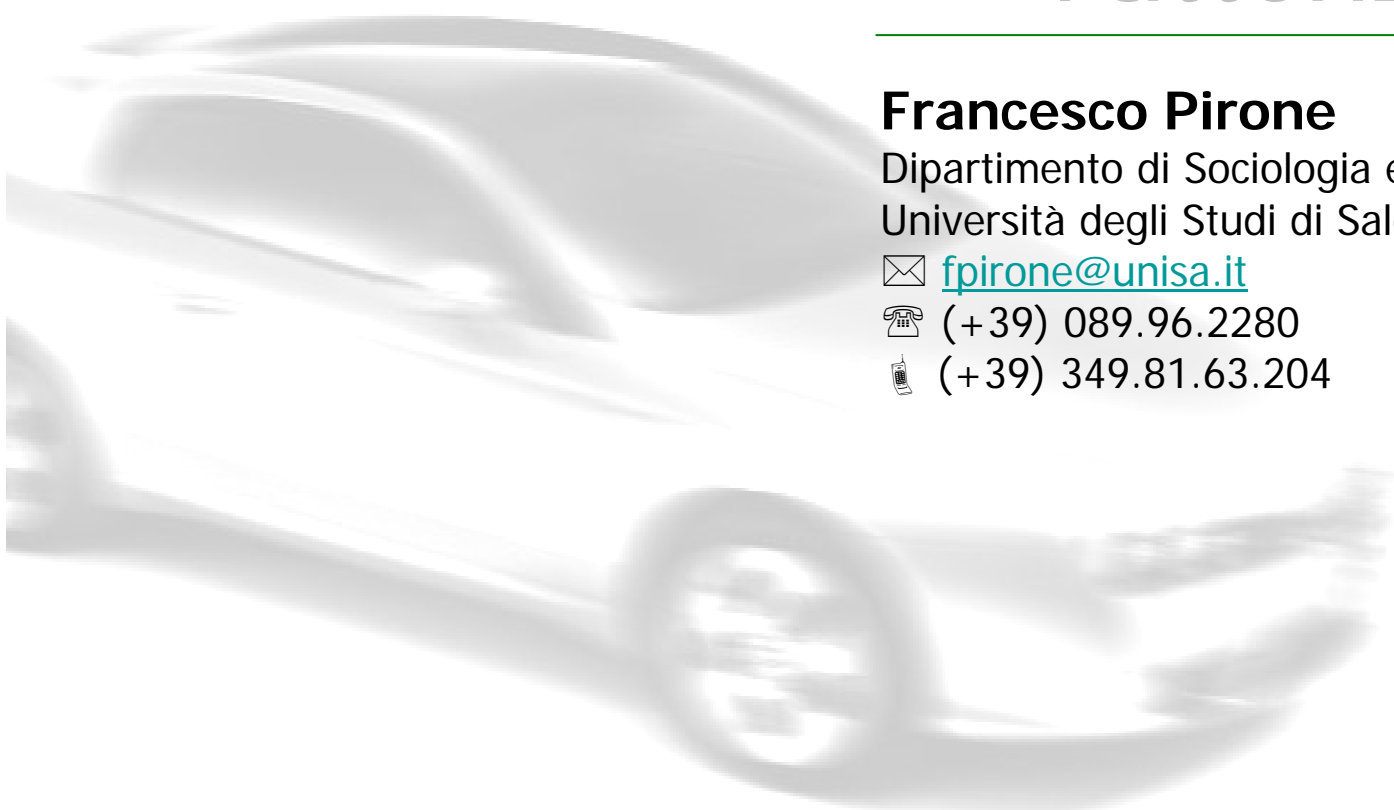 Francesco Pirone
Dipartimento di Sociologia e
Università degli Studi di
✉ fpirone@unisa.it
☏ (+39) 089.96.2280
📱 (+39) 349.81.63.204